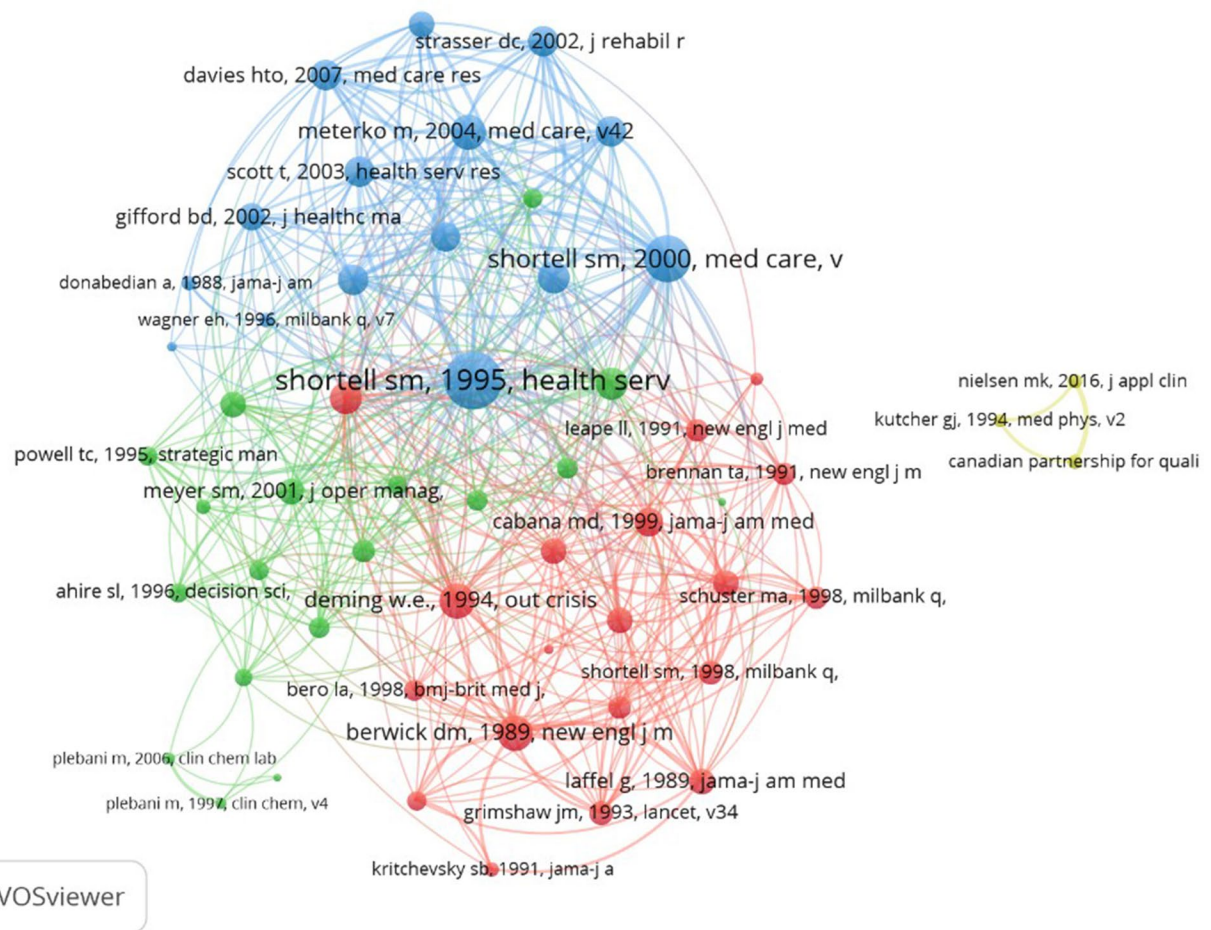 strasser dc, 2002, j rehabil r
davies hto, 2007, med care res
meterko m, 2004, med care, v42
scott t, 2003, health serv res
gifford bd, 2002, j healthc ma
shortell sm, 2000, med care, v
donabedian a, 1988, jama-j am
wagner eh, 1996, milbank q, v7
shortell sm, 1995, health serv
nielsen mk, 2016, j appl clin
kutcher gj, 1994, med phys, v2
leape ll, 1991, new engl j med
powell tc, 1995, strategic man
canadian partnership for quali
brennan ta, 1991, new engl j m
meyer sm, 2001, j oper manag,
cabana md, 1999, jama-j am med
ahire sl, 1996, decision sci,
deming w.e., 1994, out crisis
schuster ma, 1998, milbank q,
shortell sm, 1998, milbank q,
bero la, 1998, bmj-brit med j,
berwick dm, 1989, new engl j m
plebani m, 2006, clin chem lab
laffel g, 1989, jama-j am med
plebani m, 1997, clin chem, v4
grimshaw jm, 1993, lancet, v34
kritchevsky sb, 1991, jama-j a
VOSviewer